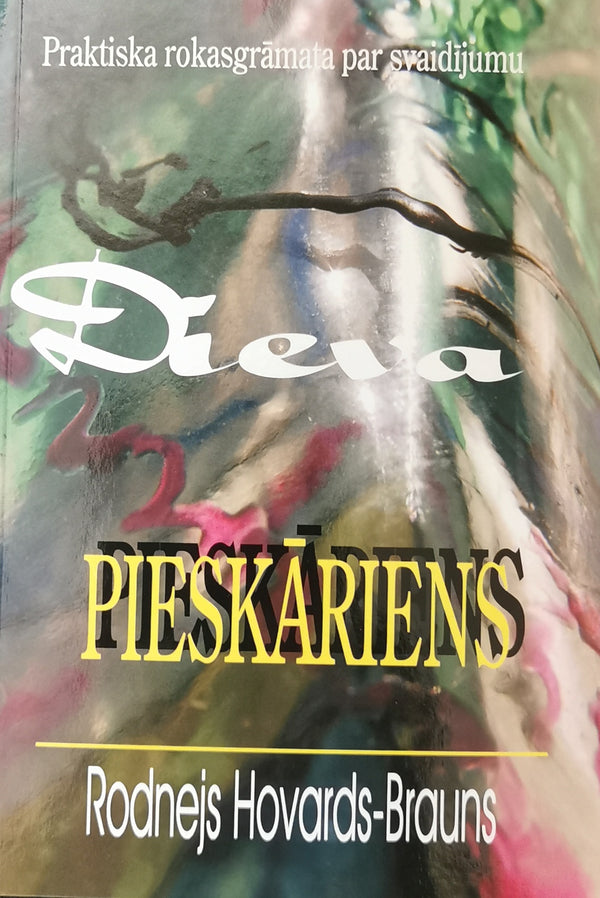 Praktiska rokasgrāmata par svaidījumu
Dieva
PIESKĀRIENS
Rodnejs Hovards-Brauns